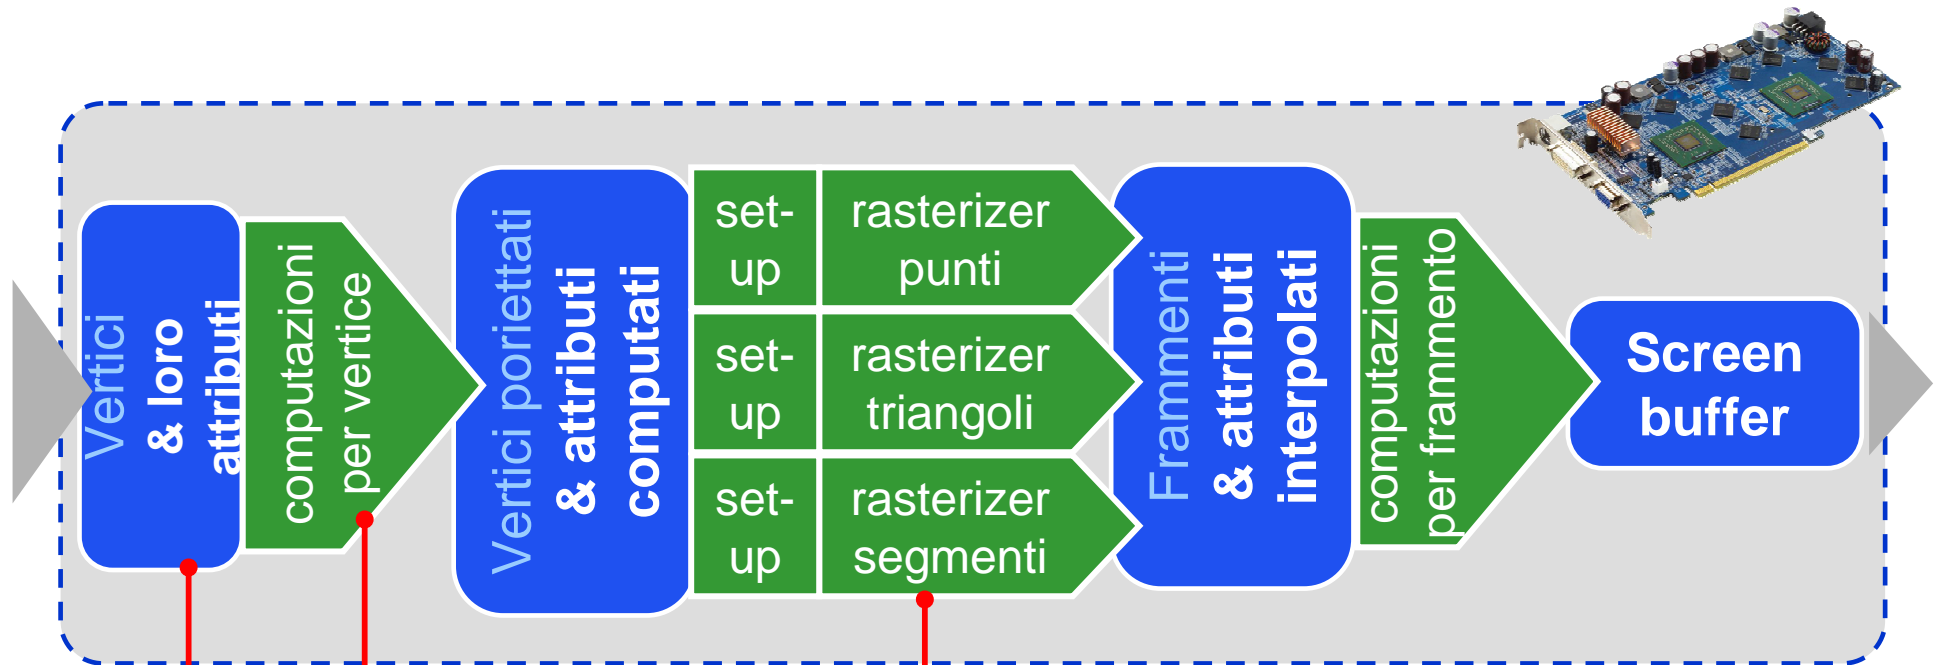 Vertici
& loro
attributi
computazioni
per vertice
Vertici poriettati
& attributi
computati
set-
up
rasterizer
punti
set-
up
rasterizer
triangoli
set-
up
rasterizer
segmenti
Frammenti
& attributi
interpolati
computazioni
per frammento
Screen
buffer